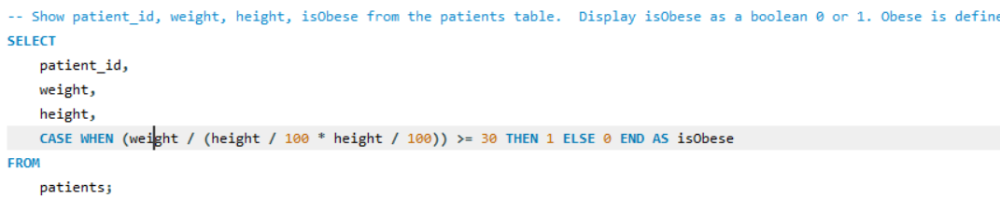 -- Show patient_id, weight, height, isObese from the patients table.  Display isObese as a boolean 0 or 1. Obese is define
SELECT
    patient_id,
    weight,
    height,
    CASE WHEN (weight / (height / 100 * height / 100)) >= 30 THEN 1 ELSE 0 END AS isObese
FROM
    patients;